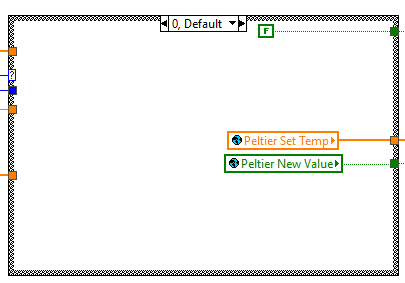 0, Default
F
?
Peltier Set Temp
Peltier New Value